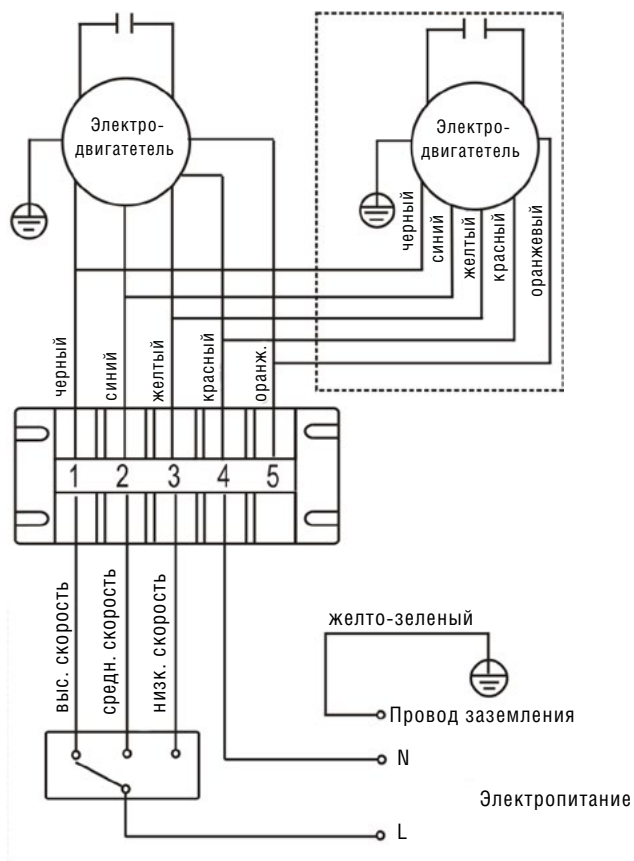 Электро-
двигатетель
Электро-
двигатетель
черный
синий
желтый
красный
оранжевый
черный
синий
желтый
красный
оранж.
1 2 3 4 5
выс. скорость
средн. скорость
низк. скорость
желто-зеленый
Провод заземления
N
Электропитание
L